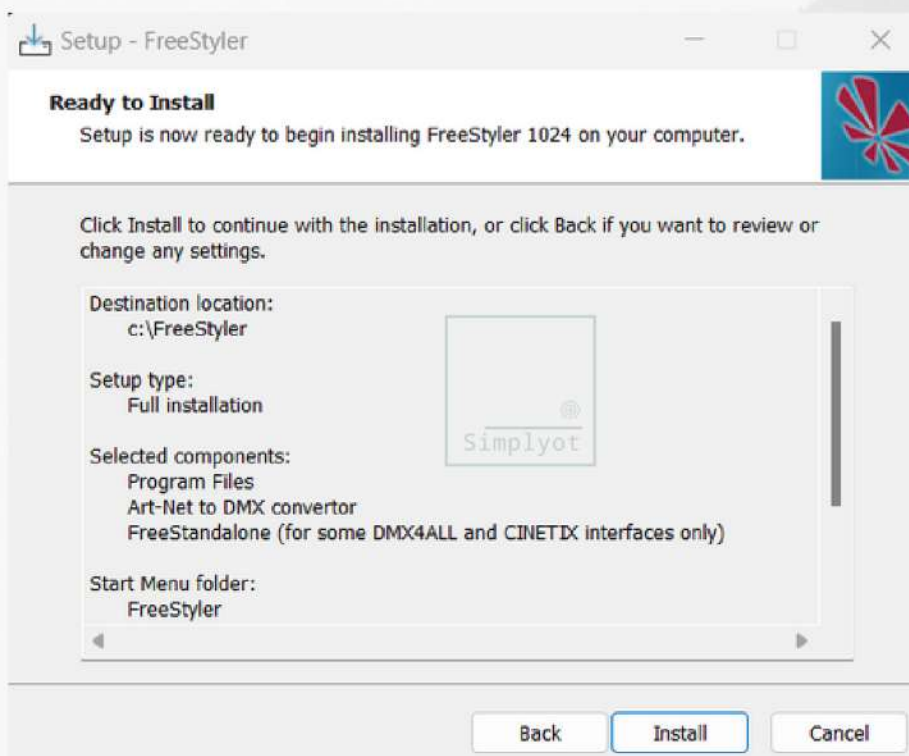 Setup - FreeStyler
Ready to Install
Setup is now ready to begin installing FreeStyler 1024 on your computer.
Click Install to continue with the installation, or click Back if you want to review or
change any settings.
Destination location:
c:\FreeStyler
Setup type:
Full installation
Simplyot
Selected components:
Program Files
Art-Net to DMX convertor
FreeStandalone (for some DMX4ALL and CINETIX interfaces only)
Start Menu folder:
FreeStyler
Back
Install
Cancel